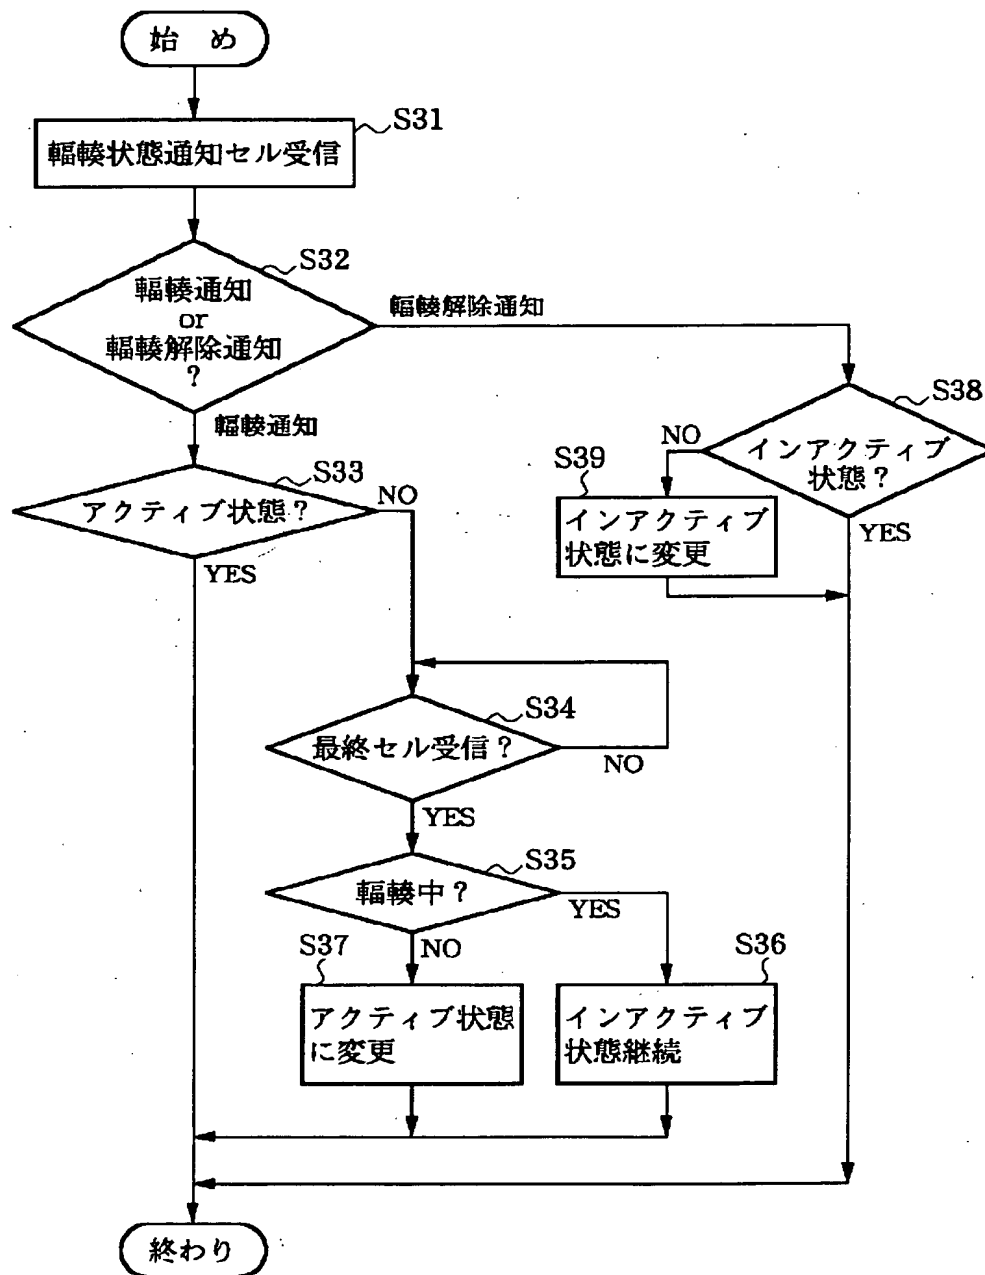 始 め
S31
輻輳状態通知セル受信
S32
輻輳通知
or
輻輳解除通知
?
輻輳解除通知
輻輳通知
S38
インアクティブ
状態?
NO
YES
S39
インアクティブ
状態に変更
S33
アクティブ状態?
NO
YES
S34
最終セル受信?
NO
YES
S35
輻輳中?
YES
NO
S37
アクティブ状態
に変更
S36
インアクティブ
状態継続
終わり